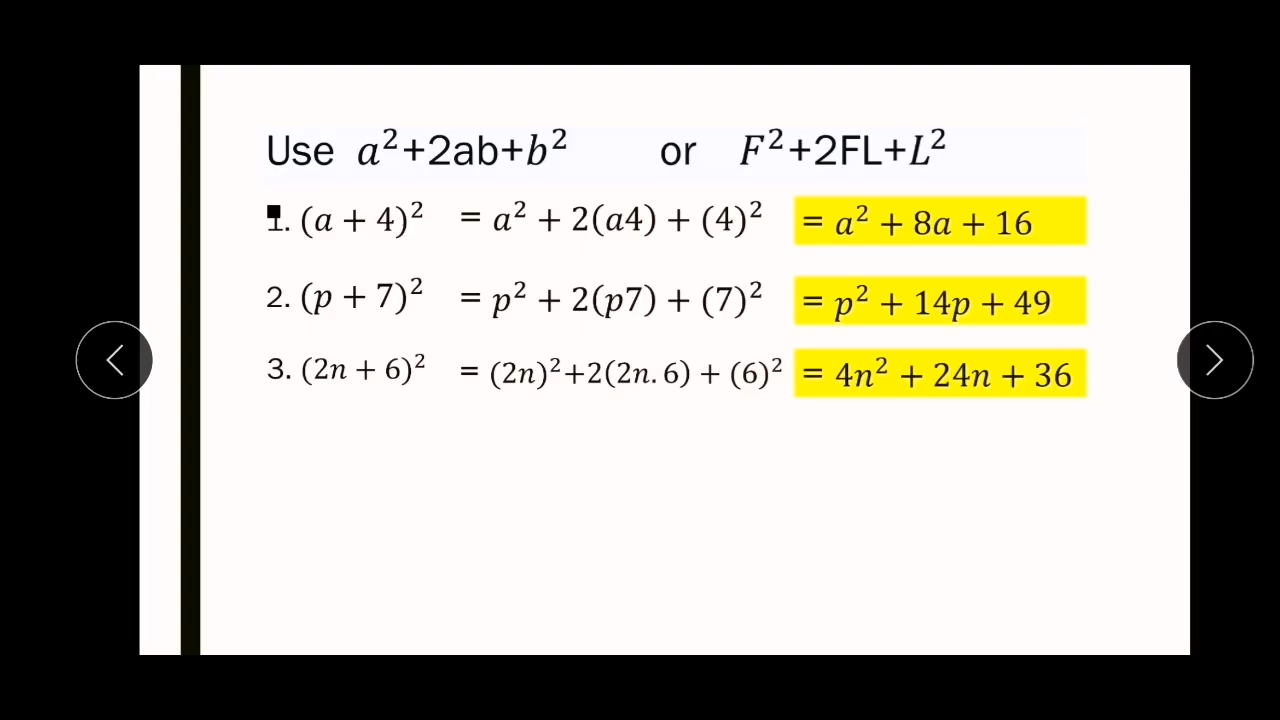 Use a²+2ab+b² or F²+2FL+L²
1. (a + 4)² = a² + 2(a4) + (4)² = a² + 8a + 16
2. (p + 7)² = p² + 2(p7) + (7)² = p² + 14p + 49
3. (2n + 6)² = (2n)²+2(2n. 6) + (6)² = 4n² + 24n + 36